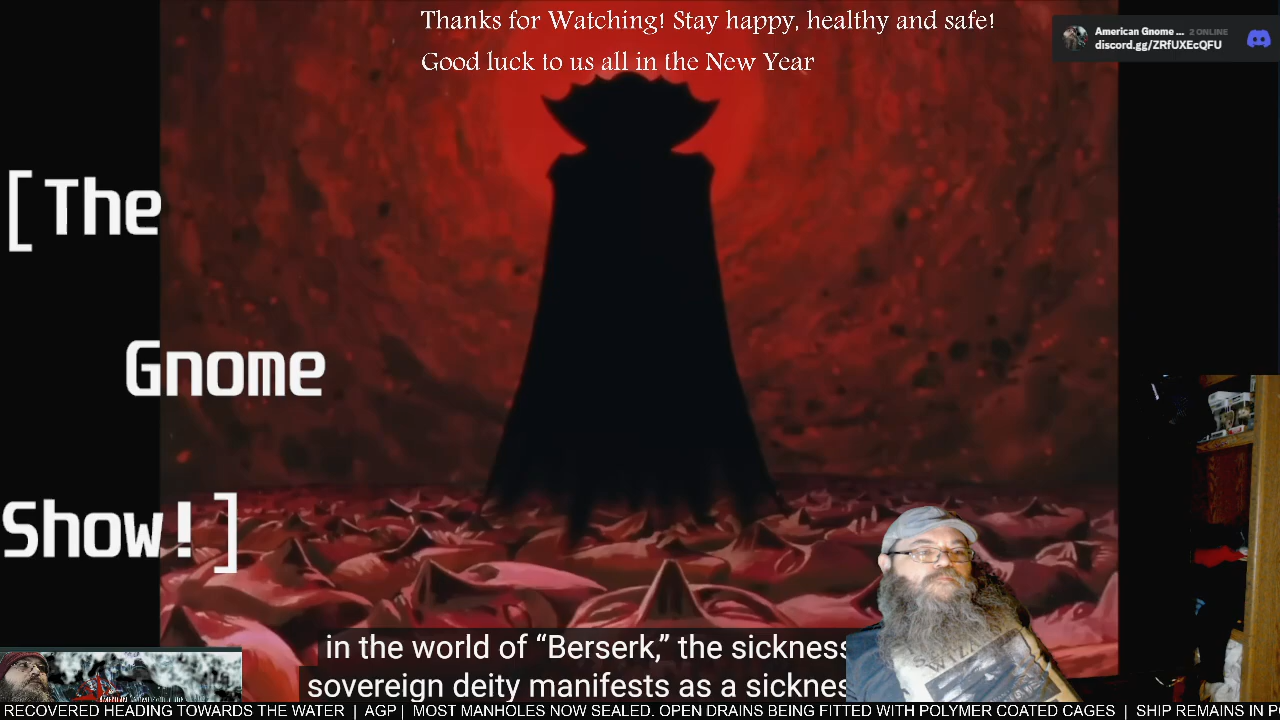 Thanks for Watching! Stay happy, healthy and safe!
Good luck to us all in the New Year
American Gnome ... 2 ONLINE
discord.gg/ZRfUXEcQFU
[The
Gnome
Show!]
in the world of “Berserk,” the sickness
sovereign deity manifests as a sicknes
RECOVERED HEADING TOWARDS THE WATER | AGP | MOST MANHOLES NOW SEALED. OPEN DRAINS BEING FITTED WITH POLYMER COATED CAGES | SHIP REMAINS IN P